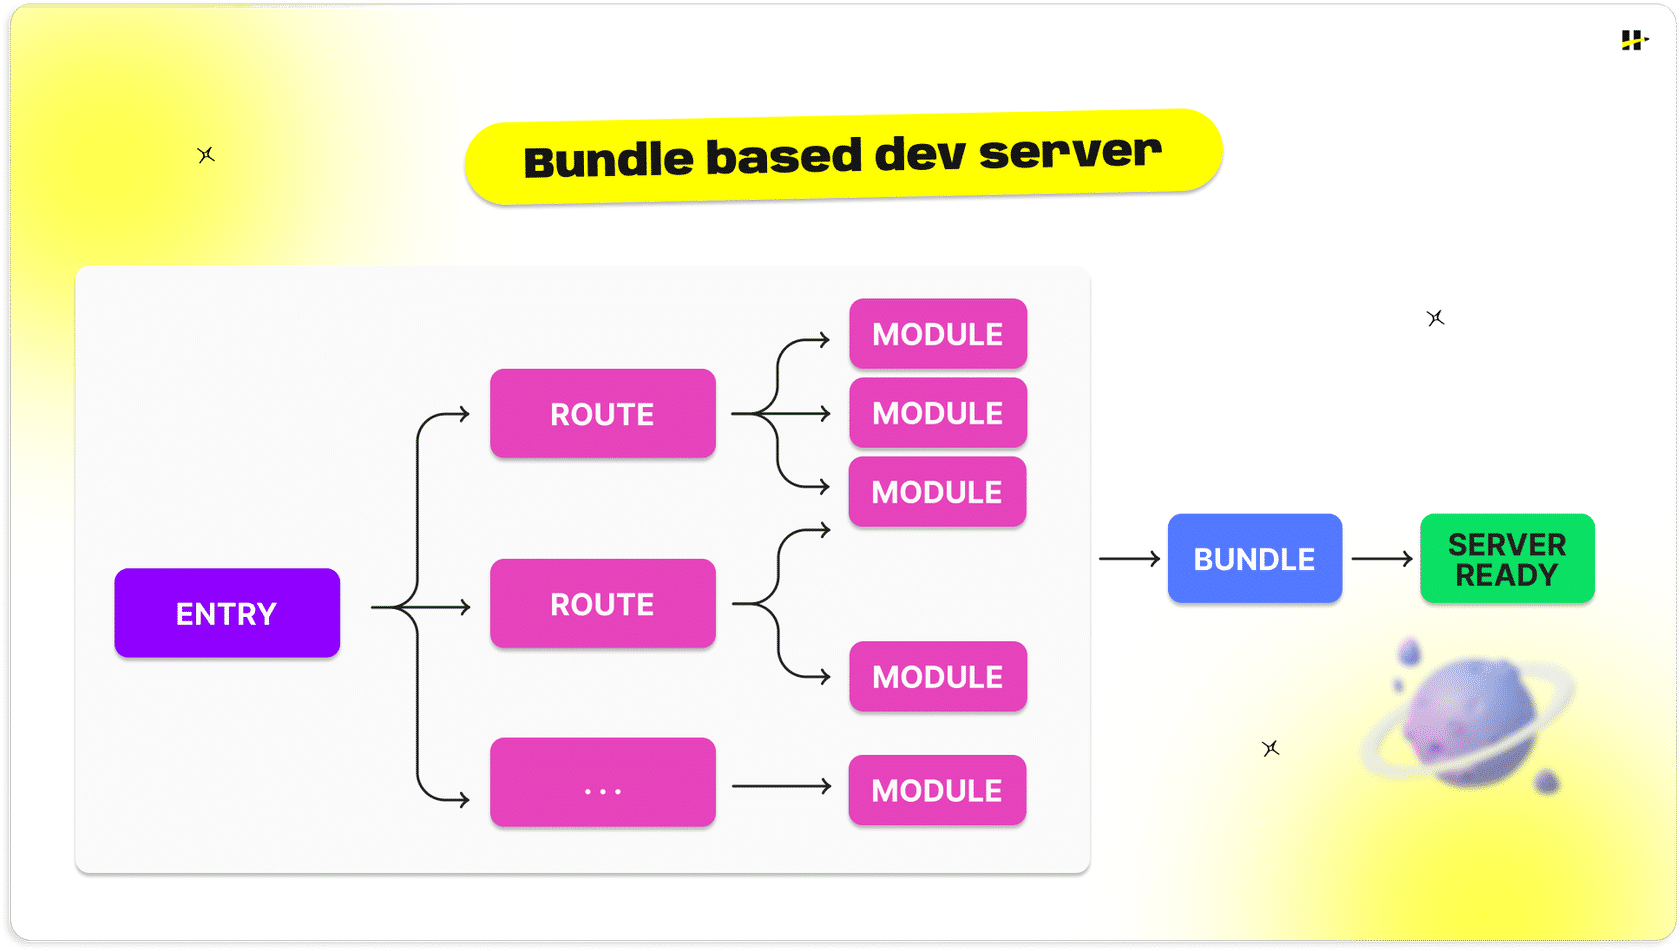 Bundle based dev server
MODULE
ROUTE
MODULE
MODULE
ENTRY
ROUTE
BUNDLE
SERVER
READY
MODULE
...
MODULE